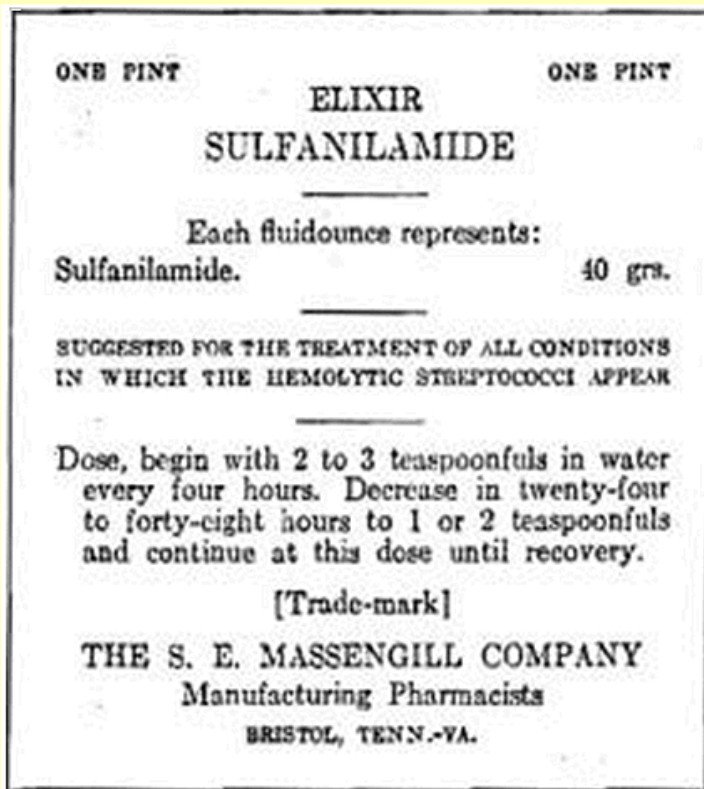 ONE PINT ONE PINT
ELIXIR
SULFANILAMIDE
Each fluidounce represents:
Sulfanilamide. 40 grs.
SUGGESTED FOR THE TREATMENT OF ALL CONDITIONS
IN WHICH THE HEMOLYTIC STREPTOCOCCI APPEAR
Dose, begin with 2 to 3 teaspoonfuls in water
every four hours. Decrease in twenty-four
to forty-eight hours to 1 or 2 teaspoonfuls
and continue at this dose until recovery.
[Trade-mark]
THE S. E. MASSENGILL COMPANY
Manufacturing Pharmacists
BRISTOL, TENN.-VA.